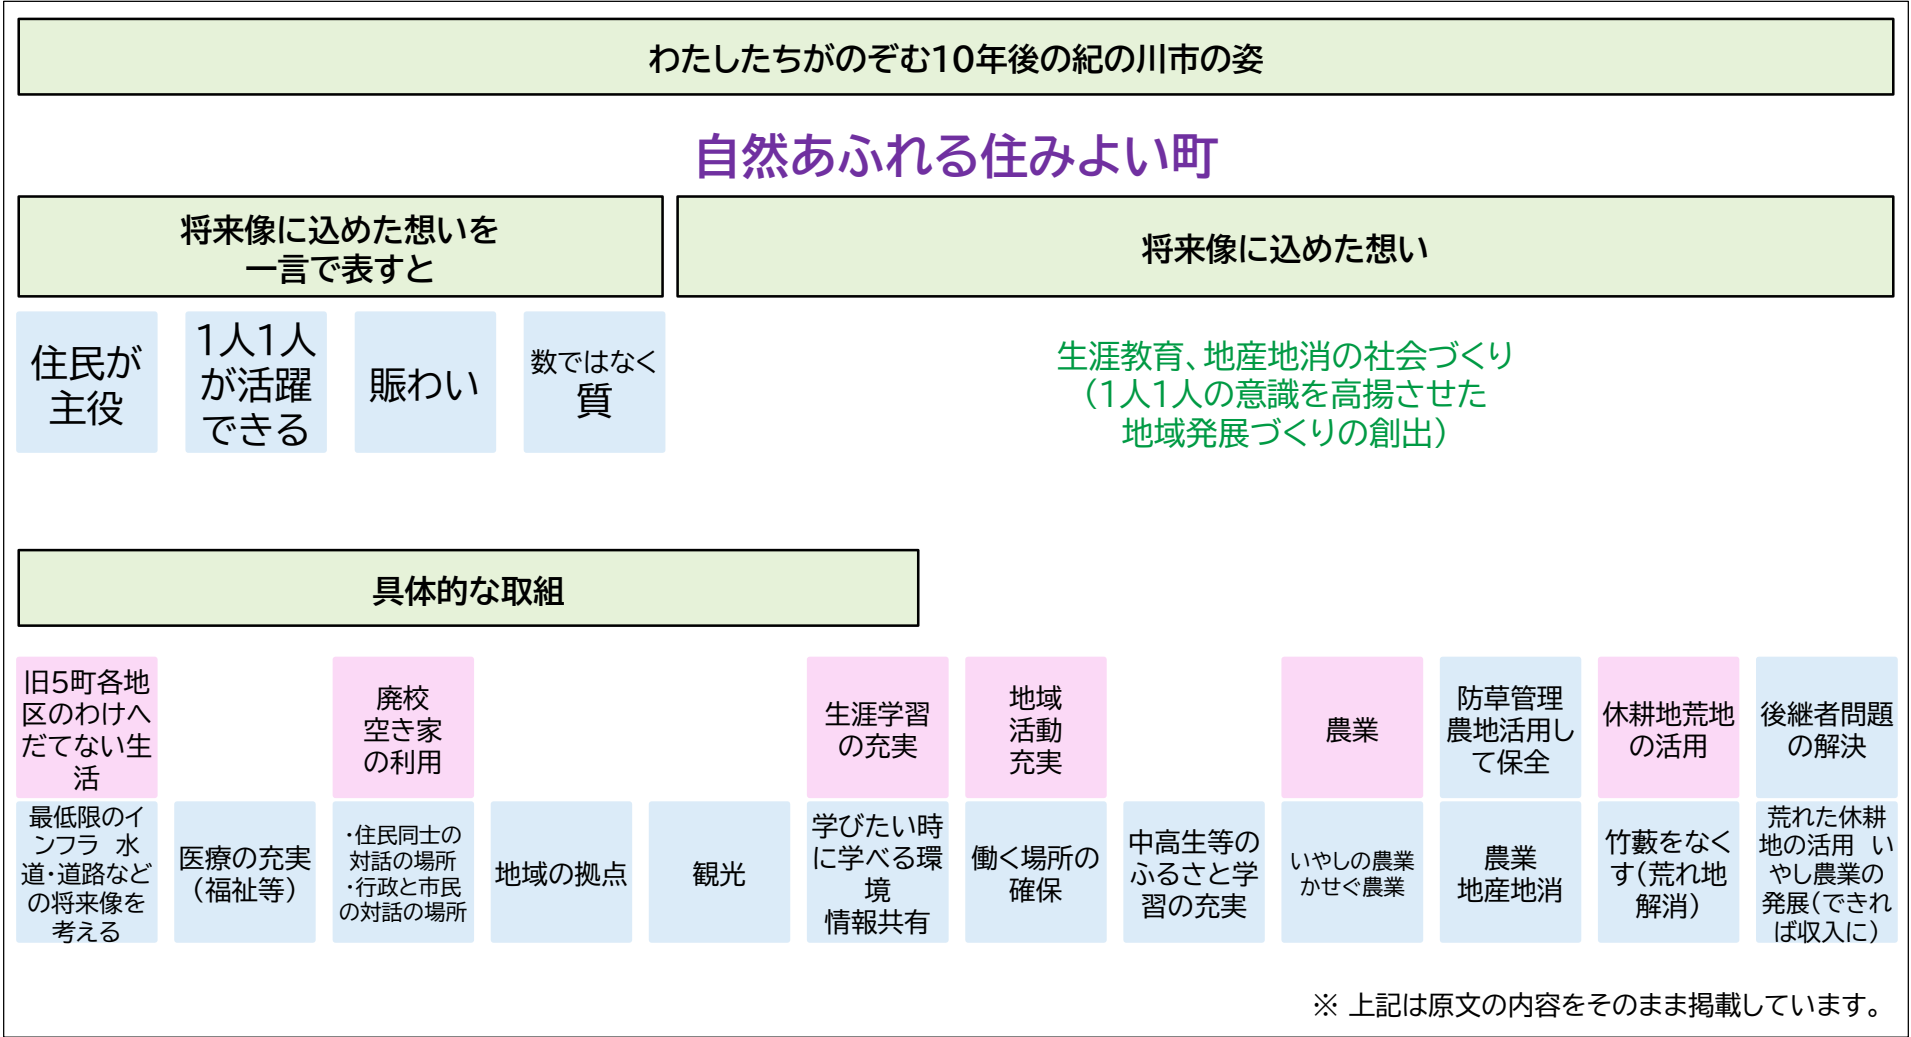 わたしたちがのぞむ10年後の紀の川市の姿
自然あふれる住みよい町
将来像に込めた想いを
一言で表すと
将来像に込めた想い
住民が
主役
1人1人
が活躍
できる
賑わい
数ではなく
質
生涯教育、地産地消の社会づくり
（1人1人の意識を高揚させた
地域発展づくりの創出）
具体的な取組
旧5町各地
区のわけへ
だてない生
活
廃校
空き家
の利用
生涯学習
の充実
地域
活動
充実
農業
防草管理
農地活用し
て保全
休耕地荒地
の活用
後継者問題
の解決
最低限のイ
ンフラ　水
道・道路など
の将来像を
考える
医療の充実
（福祉等）
・住民同士の
対話の場所
・行政と市民
の対話の場所
地域の拠点
観光
学びたい時
に学べる環
境
情報共有
働く場所の
確保
中高生等の
ふるさと学
習の充実
いやしの農業
かせぐ農業
農業
地産地消
竹藪をなく
す（荒れ地
解消）
荒れた休耕
地の活用　い
やし農業の
発展（できれ
ば収入に）
※ 上記は原文の内容をそのまま掲載しています。